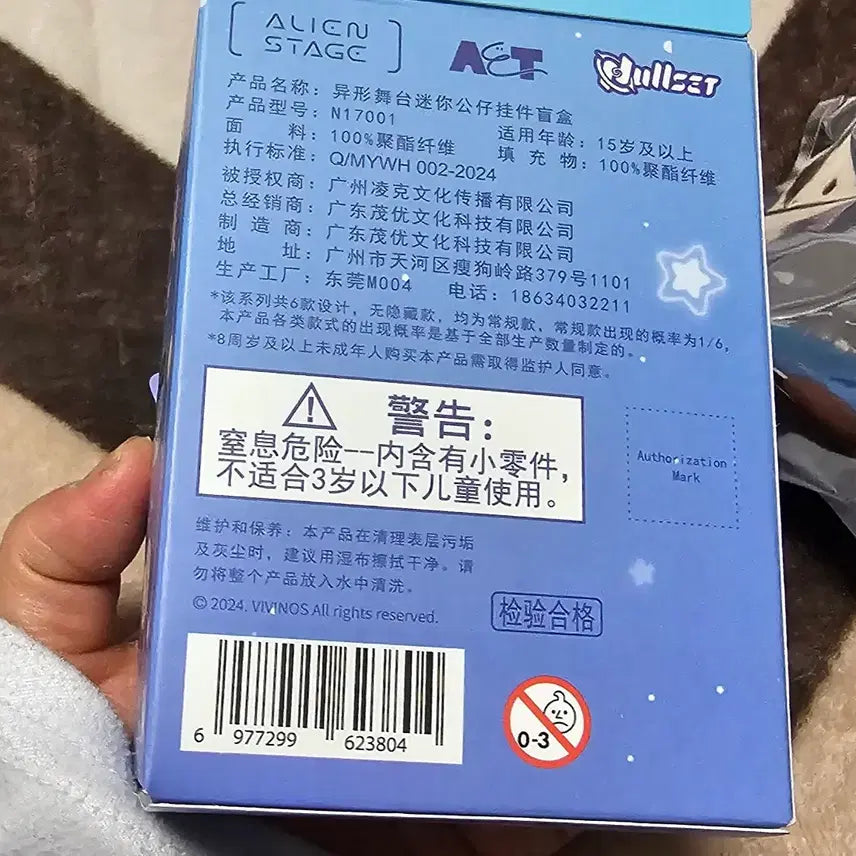 ALIEN STAGE
AET
dullset
产品名称：异形舞台迷你公仔挂件盲盒
产品型号：N17001 适用年龄：15岁及以上
面 料：100%聚酯纤维 填 充 物：100%聚酯纤维
执行标准：Q/MYWH 002-2024
被授权商：广州凌克文化传播有限公司
总经销商：广东茂优文化科技有限公司
制 造 商：广东茂优文化科技有限公司
地 址：广州市天河区瘦狗岭路379号1101
生产工厂：东莞M004 电话：18634032211
*该系列共6款设计，无隐藏款，均为常规款，常规款出现的概率为1/6，
本产品各类款式的出现概率是基于全部生产数量制定的。
*8周岁及以上未成年人购买本产品需取得监护人同意。
警告：
窒息危险--内含有小零件，
不适合3岁以下儿童使用。
Authorization
Mark
维护和保养：本产品在清理表层污垢
及灰尘时，建议用湿布擦拭干净。请
勿将整个产品放入水中清洗。
© 2024. VIVINOS All rights reserved.
检验合格
6 977299 623804
0-3